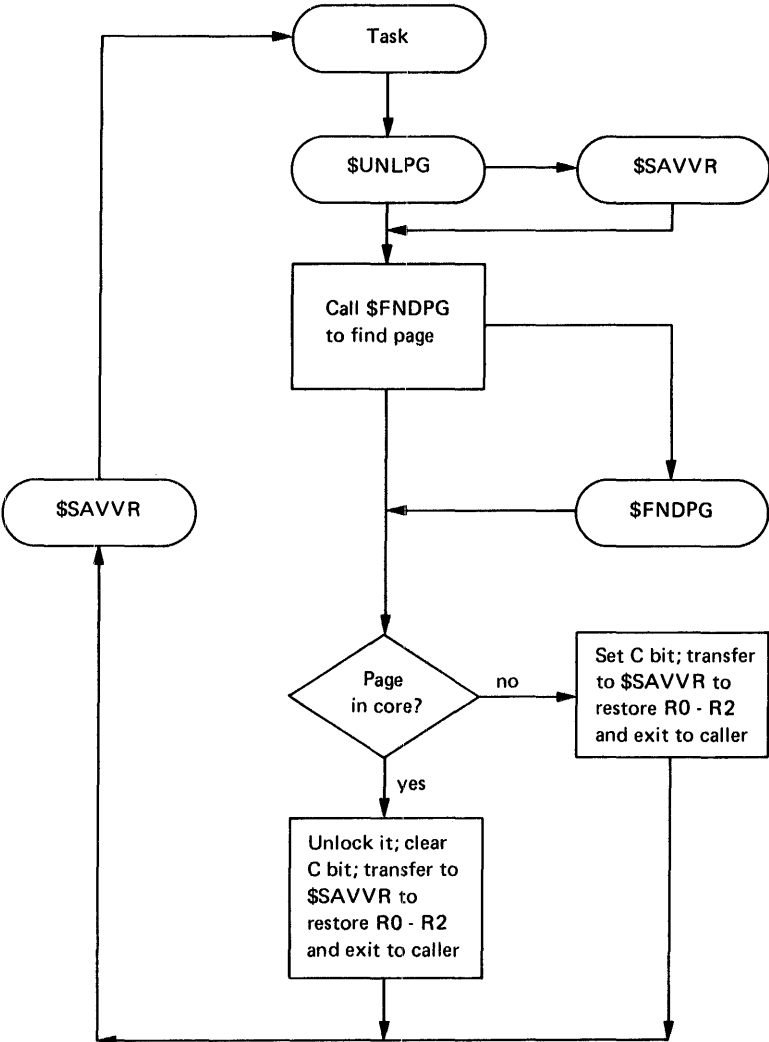 Task
$UNLPG
$SAVVR
Call $FNDPG
to find page
$SAVVR
$FNDPG
Page
in core?
no
Set C bit; transfer
to $SAVVR to
restore R0 - R2
and exit to caller
yes
Unlock it; clear
C bit; transfer to
$SAVVR to
restore R0 - R2
and exit to caller